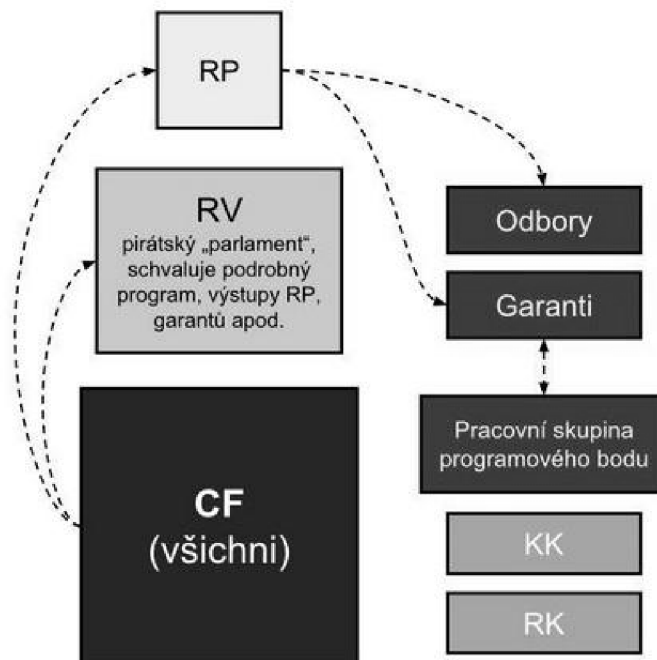 RP
RV
pirátský „parlament“,
schvaluje podrobný
program, výstupy RP,
garantů apod.
CF
(všichni)
Odbory
Garanti
Pracovní skupina
programového bodu
KK
RK